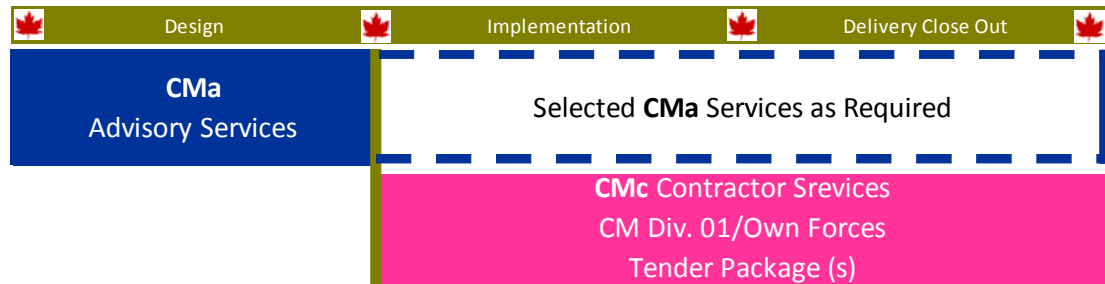 Design Implementation Delivery Close Out
CMa
Advisory Services
Selected CMa Services as Required
CMc Contractor Srevices
CM Div. 01/Own Forces
Tender Package (s)